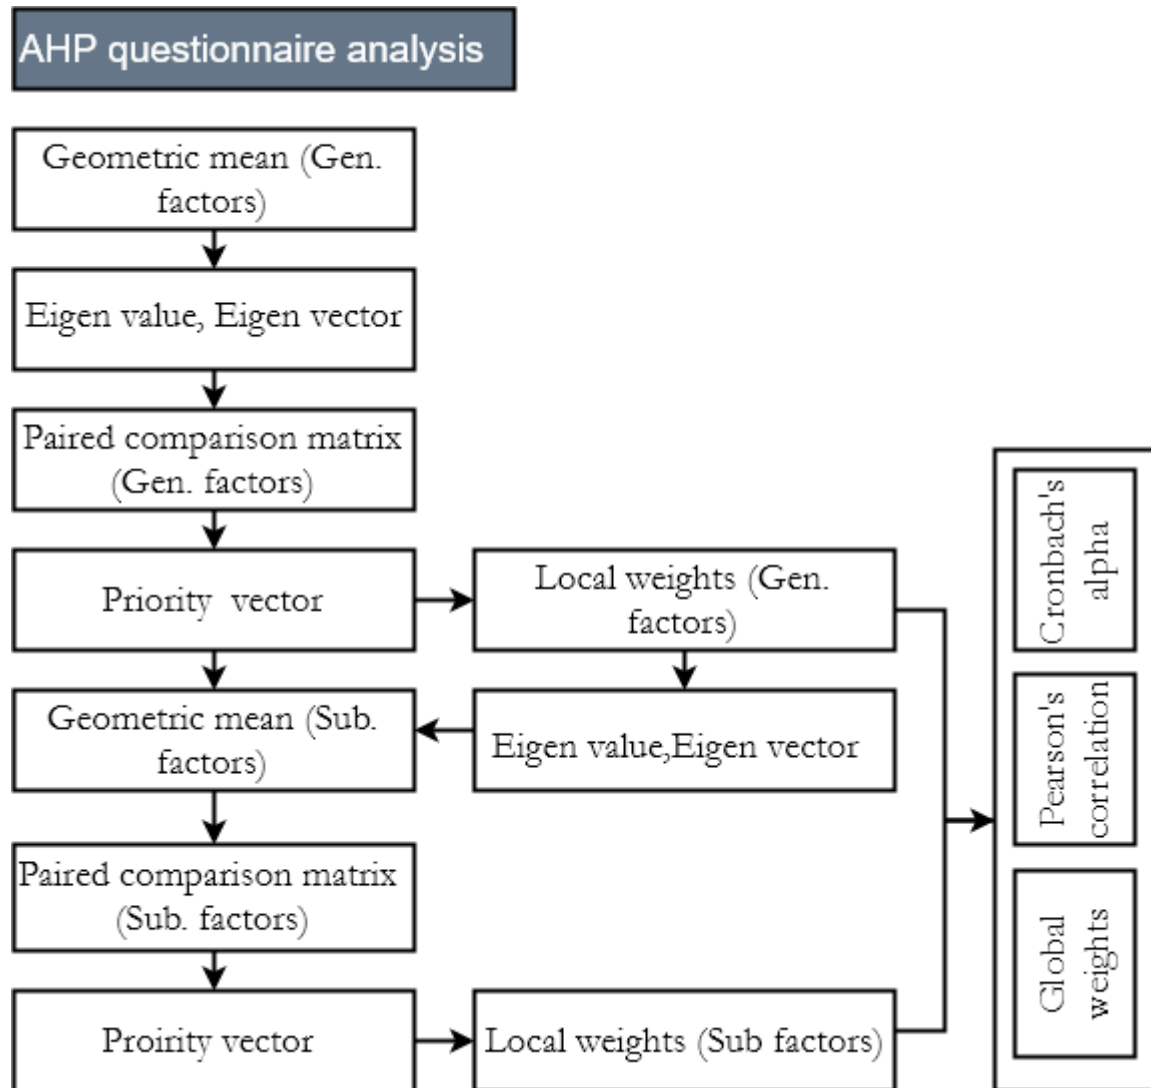 AHP questionnaire analysis
Geometric mean (Gen.
factors)
Eigen value, Eigen vector
Paired comparison matrix
(Gen. factors)
Priority vector
Local weights (Gen.
factors)
Geometric mean (Sub.
factors)
Eigen value,Eigen vector
Paired comparison matrix
(Sub. factors)
Proirity vector
Local weights (Sub factors)
Cronbach's
alpha
Pearson's
correlation
Global
weights